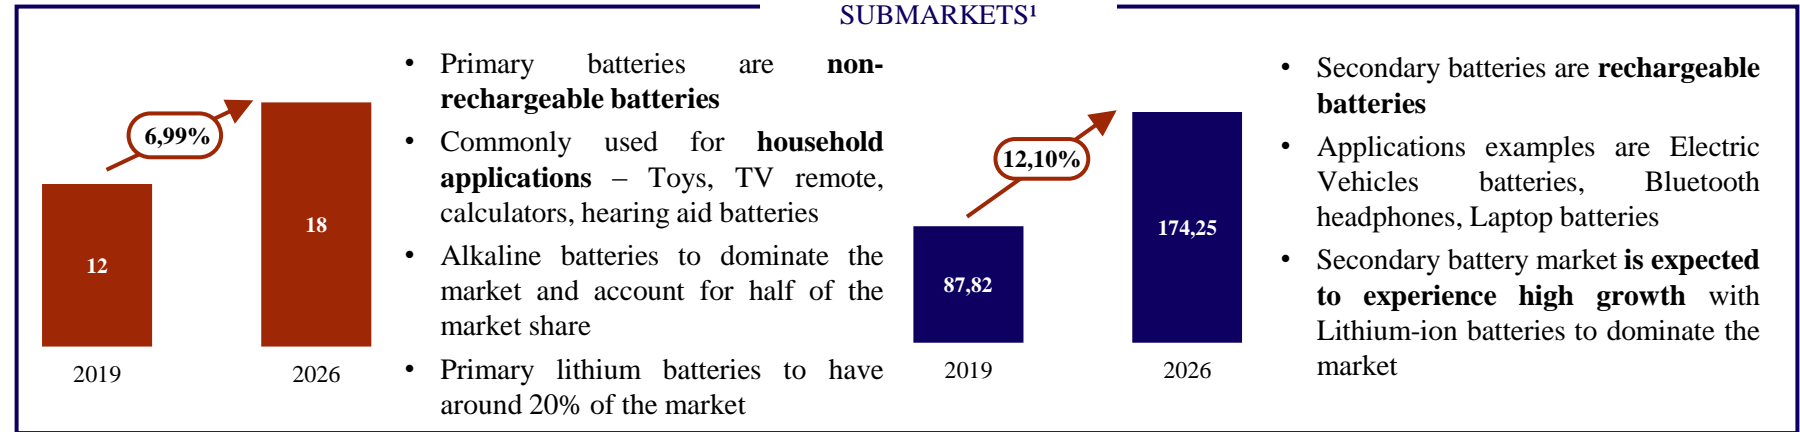 SUBMARKETS¹
6,99%
12
18
2019
2026
• Primary batteries are non-
rechargeable batteries
• Commonly used for household
applications – Toys, TV remote,
calculators, hearing aid batteries
• Alkaline batteries to dominate the
market and account for half of the
market share
• Primary lithium batteries to have
around 20% of the market
12,10%
87,82
174,25
2019
2026
• Secondary batteries are rechargeable
batteries
• Applications examples are Electric
Vehicles batteries, Bluetooth
headphones, Laptop batteries
• Secondary battery market is expected
to experience high growth with
Lithium-ion batteries to dominate the
market